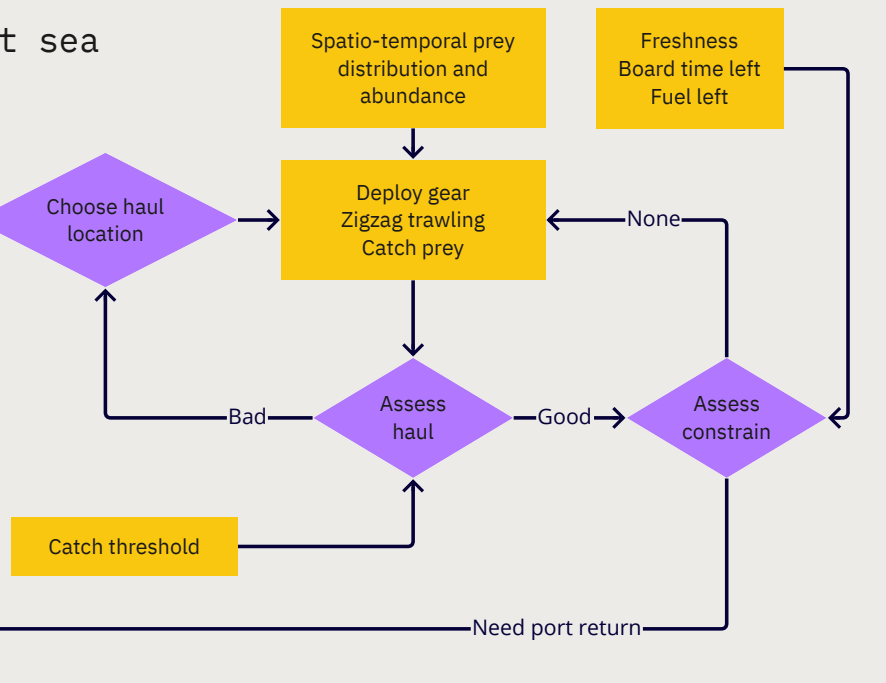 t sea
Spatio-temporal prey
distribution and
abundance
Freshness
Board time left
Fuel left
Choose haul
location
Deploy gear
Zigzag trawling
Catch prey
None
Bad
Assess
haul
Good
Assess
constrain
Catch threshold
Need port return